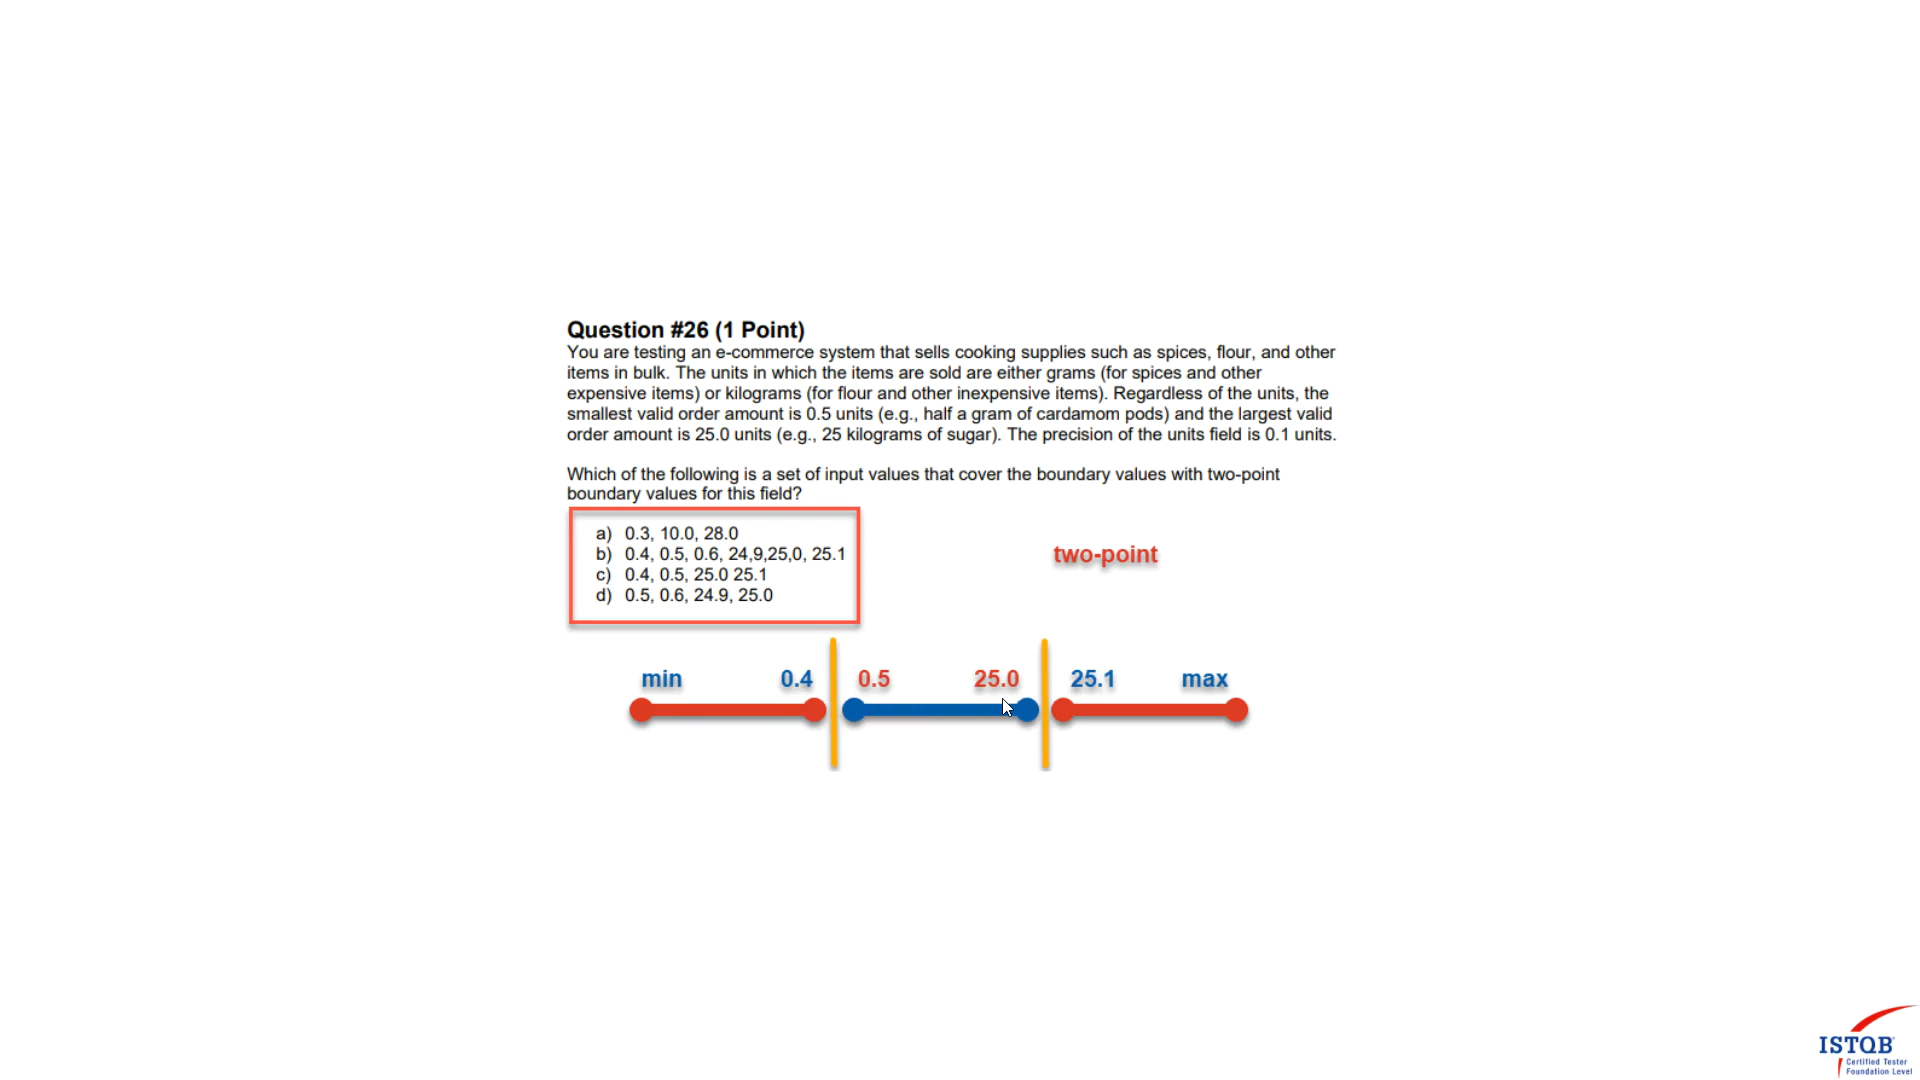 Question #26 (1 Point)
You are testing an e-commerce system that sells cooking supplies such as spices, flour, and other
items in bulk. The units in which the items are sold are either grams (for spices and other
expensive items) or kilograms (for flour and other inexpensive items). Regardless of the units, the
smallest valid order amount is 0.5 units (e.g., half a gram of cardamom pods) and the largest valid
order amount is 25.0 units (e.g., 25 kilograms of sugar). The precision of the units field is 0.1 units.
Which of the following is a set of input values that cover the boundary values with two-point
boundary values for this field?
a) 0.3, 10.0, 28.0
b) 0.4, 0.5, 0.6, 24,9,25,0, 25.1
c) 0.4, 0.5, 25.0 25.1
d) 0.5, 0.6, 24.9, 25.0
two-point
min 0.4 0.5 25.0 25.1 max
ISTQB
Certified Tester
Foundation Level